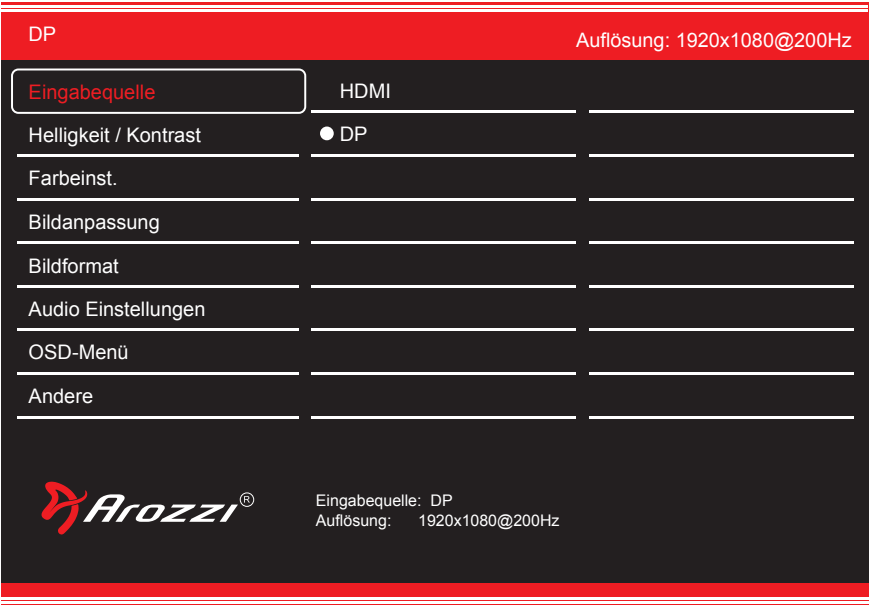 DP
Auflösung: 1920x1080@200Hz
Eingabequelle
HDMI
Helligkeit / Kontrast
DP
Farbeinst.
Bildanpassung
Bildformat
Audio Einstellungen
OSD-Menü
Andere
Arozzi®
Eingabequelle: DP
Auflösung: 1920x1080@200Hz